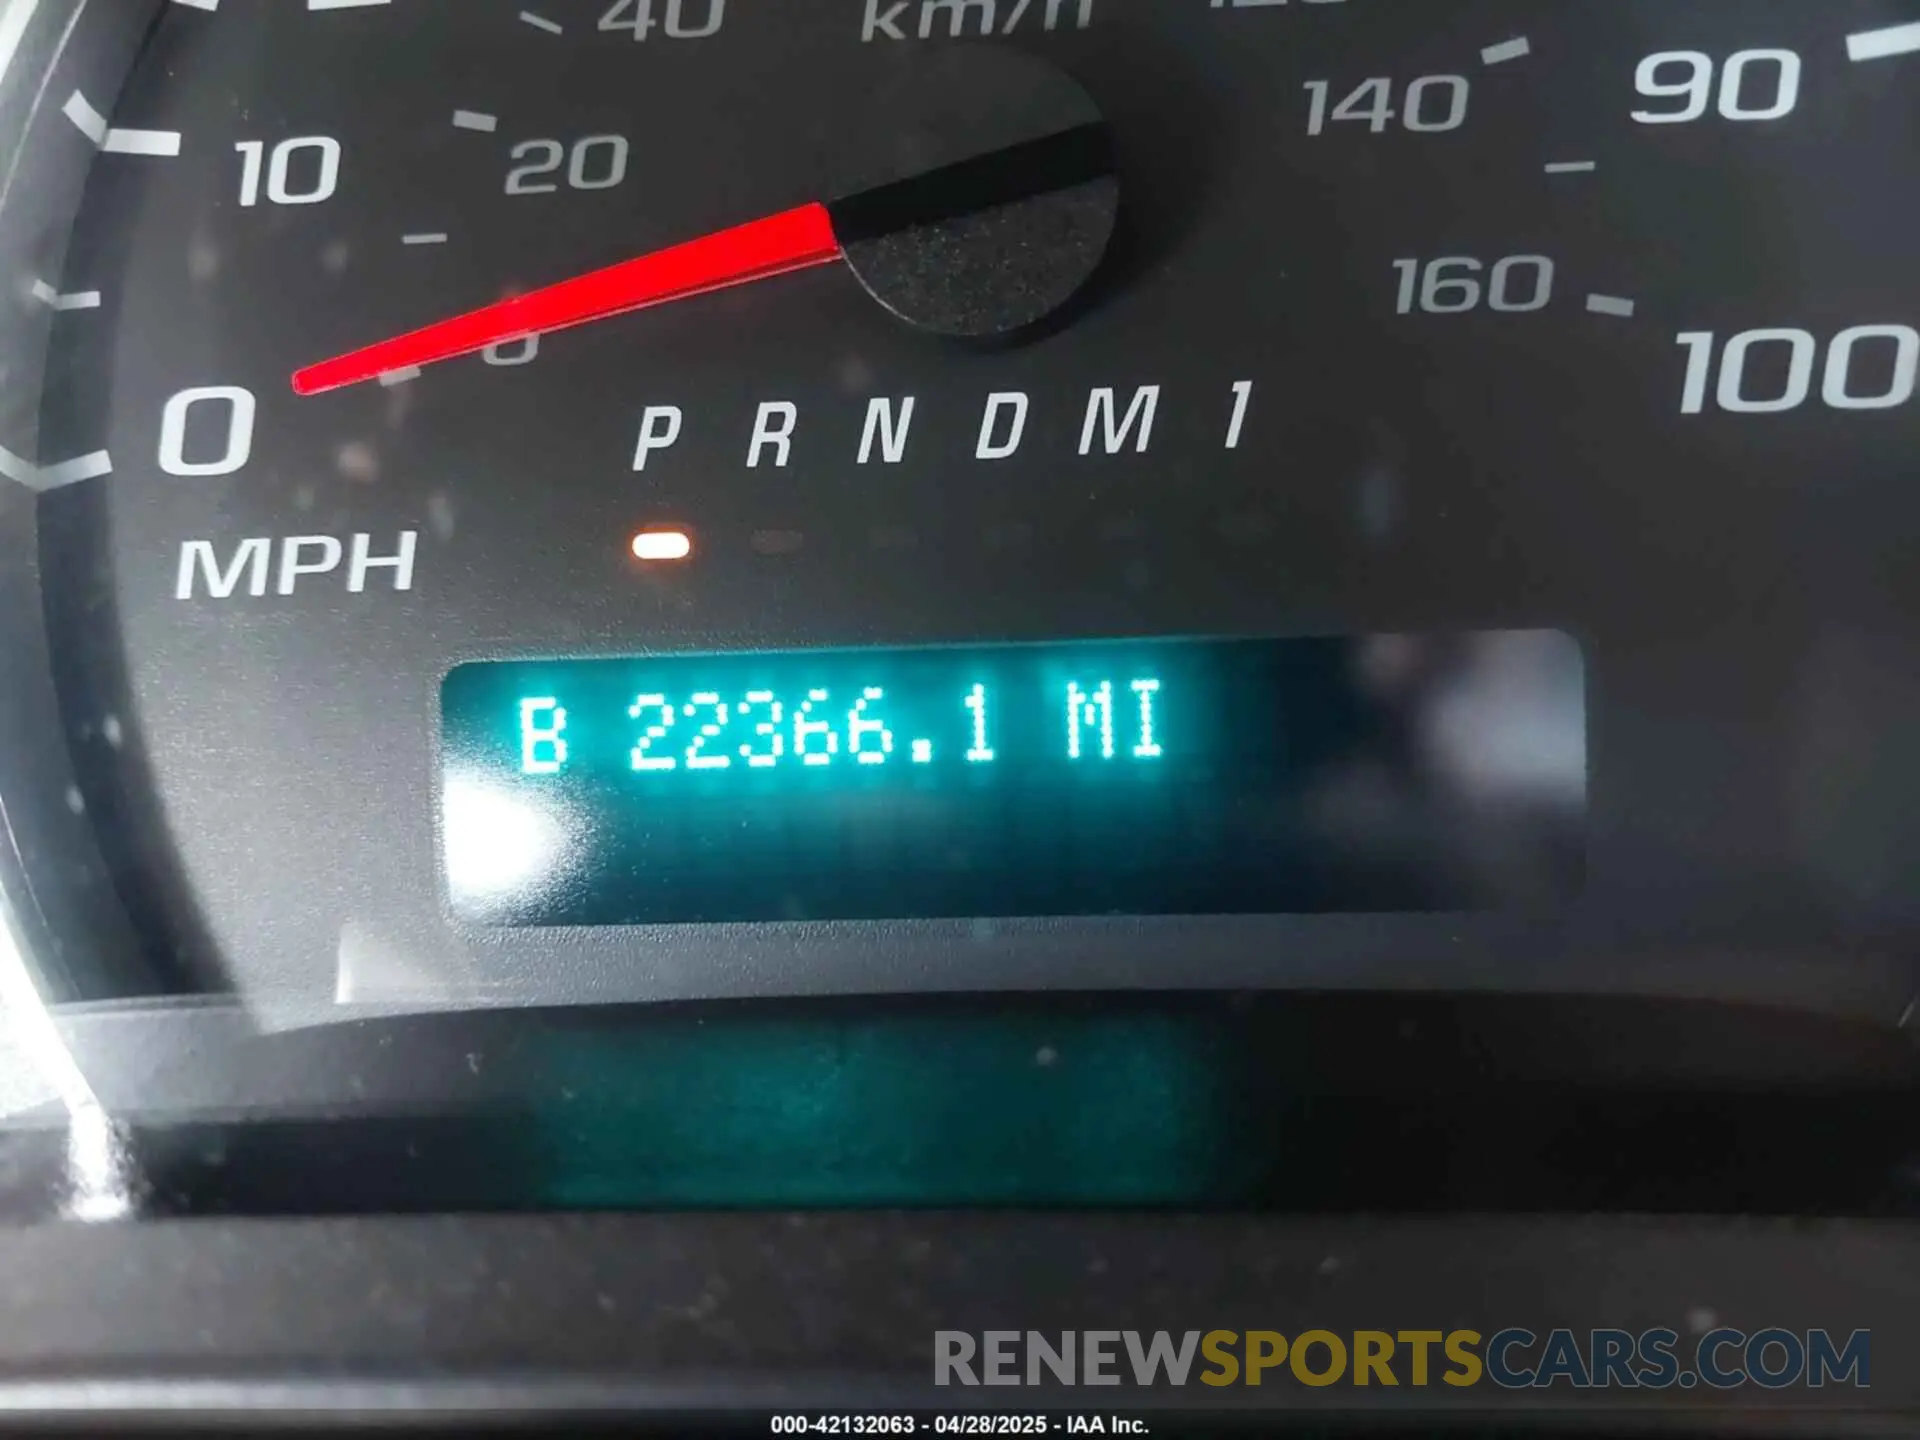 40 km/h
140 90
10 20
160
0 100
0 P R N D M 1
MPH
B 22366.1 MI
RENEWSPORTSCARS.COM
000-42132063 - 04/28/2025 - IAA Inc.